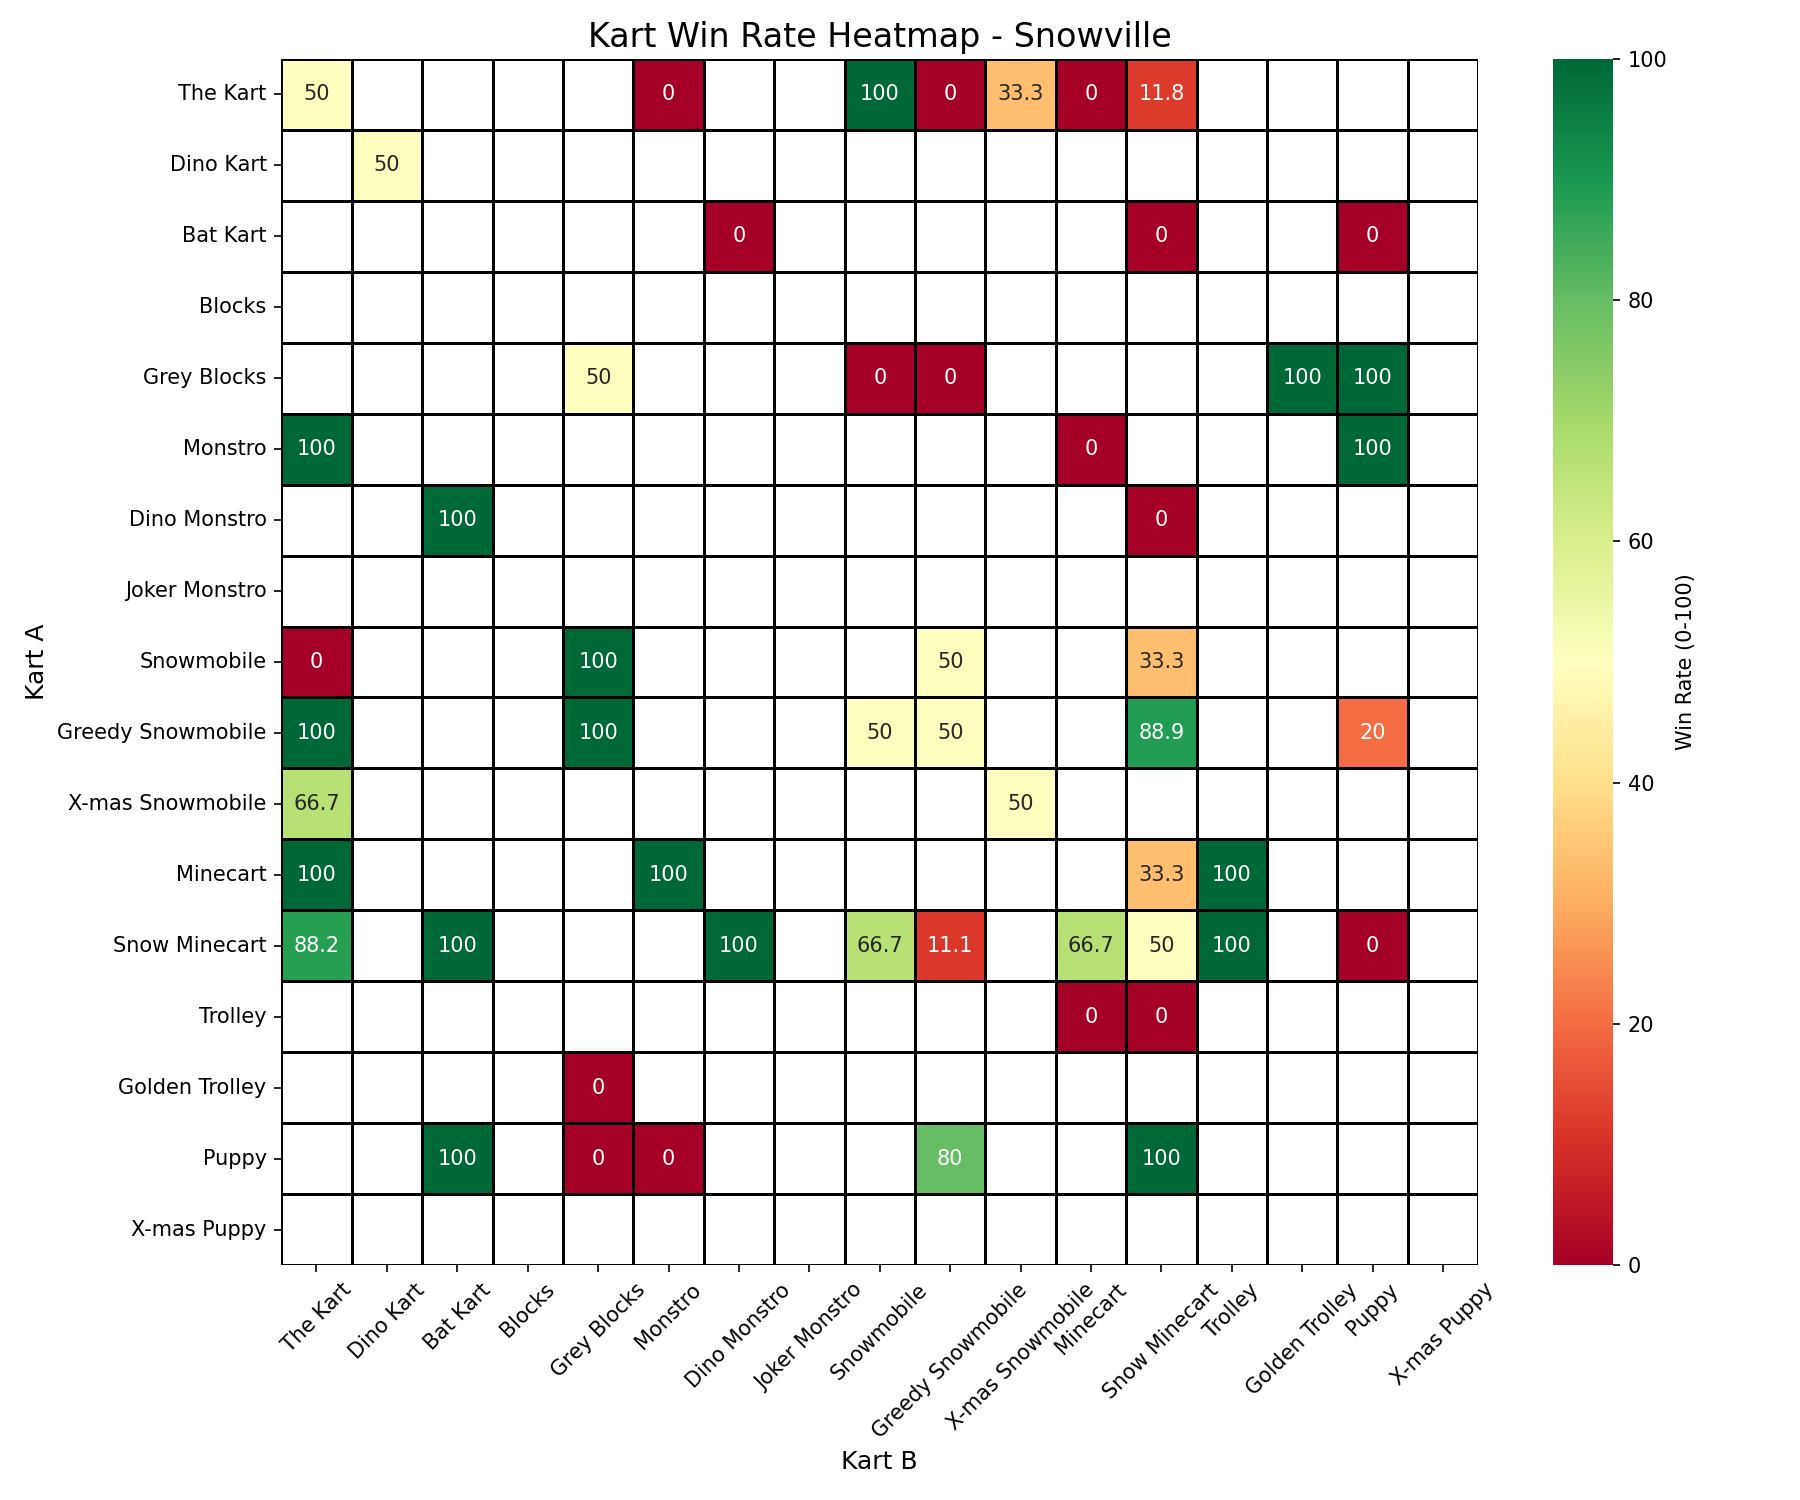 Kart Win Rate Heatmap - Snowville
The Kart 50 0 100 0 33.3 0 11.8
Dino Kart 50
Bat Kart 0 0 0
Blocks
Grey Blocks 50 0 0 100 100
Monstro 100 0 100
Dino Monstro 100 0
Joker Monstro
Snowmobile 0 100 50 33.3
Greedy Snowmobile 100 100 50 50 88.9 20
X-mas Snowmobile 66.7 50
Minecart 100 100 33.3 100
Snow Minecart 88.2 100 100 66.7 11.1 66.7 50 100 0
Trolley 0 0
Golden Trolley 0
Puppy 100 0 0 80 100
X-mas Puppy
Kart A
The Kart
Dino Kart
Bat Kart
Blocks
Grey Blocks
Monstro
Dino Monstro
Joker Monstro
Snowmobile
Greedy Snowmobile
X-mas Snowmobile
Minecart
Snow Minecart
Trolley
Golden Trolley
Puppy
X-mas Puppy
Kart B
100
80
60
40
20
0
Win Rate (0-100)